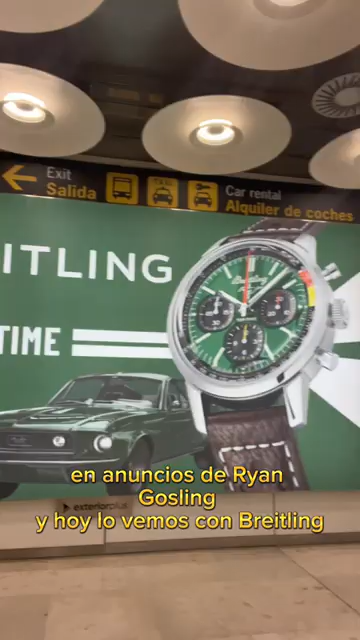 Exit
Salida
TAXI
Car rental
Alquiler de coches
ITLING
TIME
en anuncios de Ryan
Gosling
y hoy lo vemos con Breitling
exteriorplus